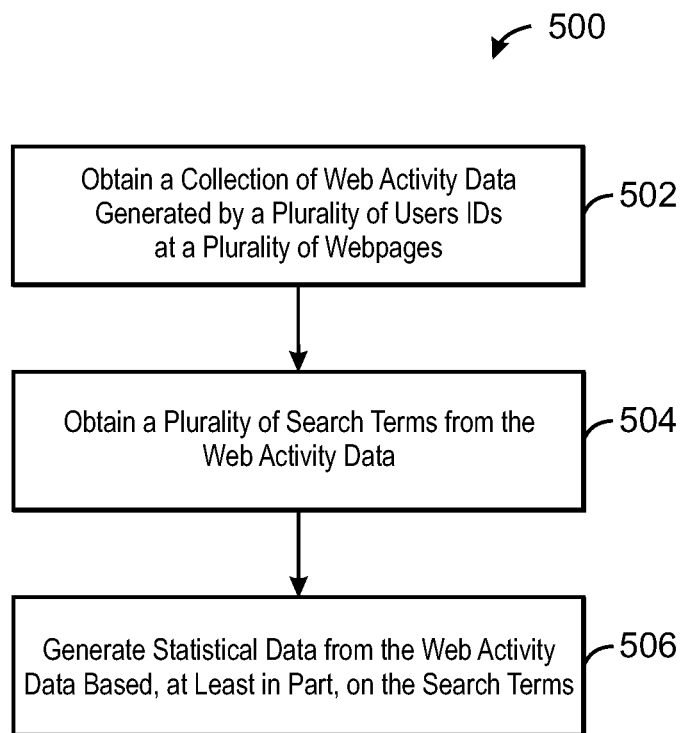 500
Obtain a Collection of Web Activity Data
Generated by a Plurality of Users IDs
at a Plurality of Webpages
502
Obtain a Plurality of Search Terms from the
Web Activity Data
504
Generate Statistical Data from the Web Activity
Data Based, at Least in Part, on the Search Terms
506